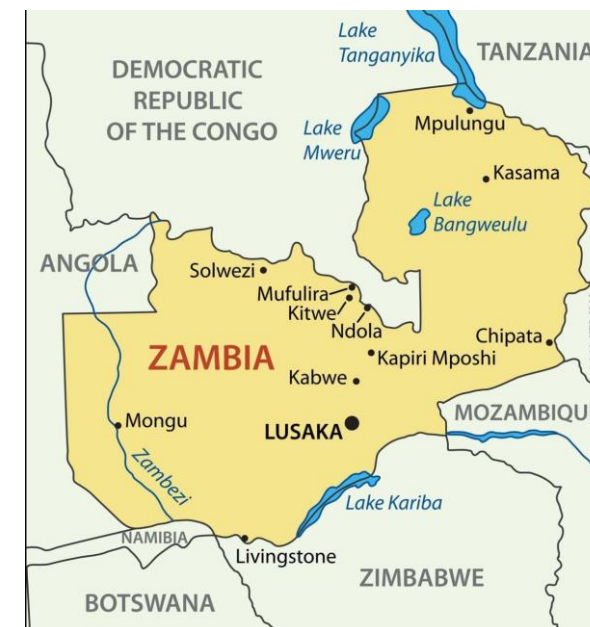 Lake
Tanganyika
TANZANIA
DEMOCRATIC
REPUBLIC
OF THE CONGO
Lake
Mweru
Mpulungu
Kasama
Lake
Bangweulu
ANGOLA
Solwezi
Mufulira
Kitwe
Ndola
Chipata
ZAMBIA
Kapiri Mposhi
Kabwe
Mongu
LUSAKA
MOZAMBIQU
Zambezi
Lake Kariba
NAMIBIA
Livingstone
ZIMBABWE
BOTSWANA